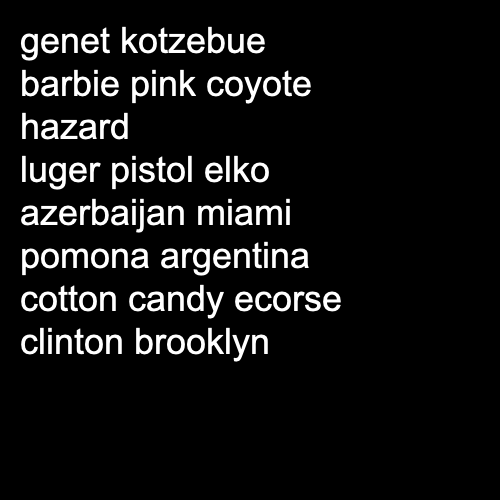 genet kotzebue
barbie pink coyote
hazard
luger pistol elko
azerbaijan miami
pomona argentina
cotton candy ecorse
clinton brooklyn